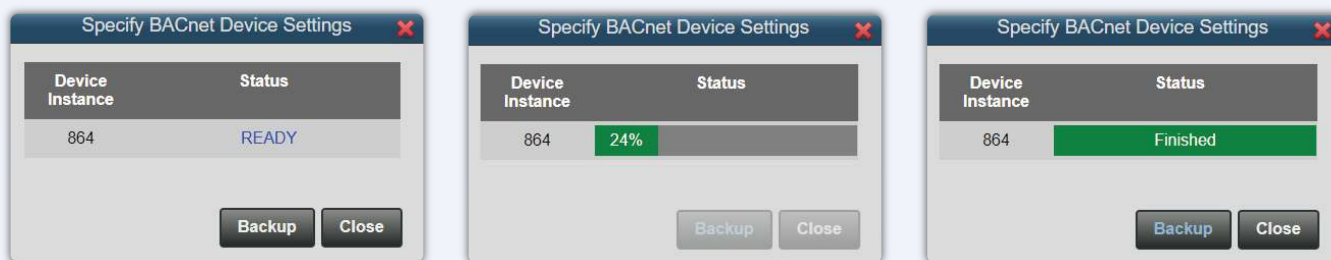 Specify BACnet Device Settings
Device Instance Status
864 READY
Backup Close
Specify BACnet Device Settings
Device Instance Status
864 24%
Backup Close
Specify BACnet Device Settings
Device Instance Status
864 Finished
Backup Close